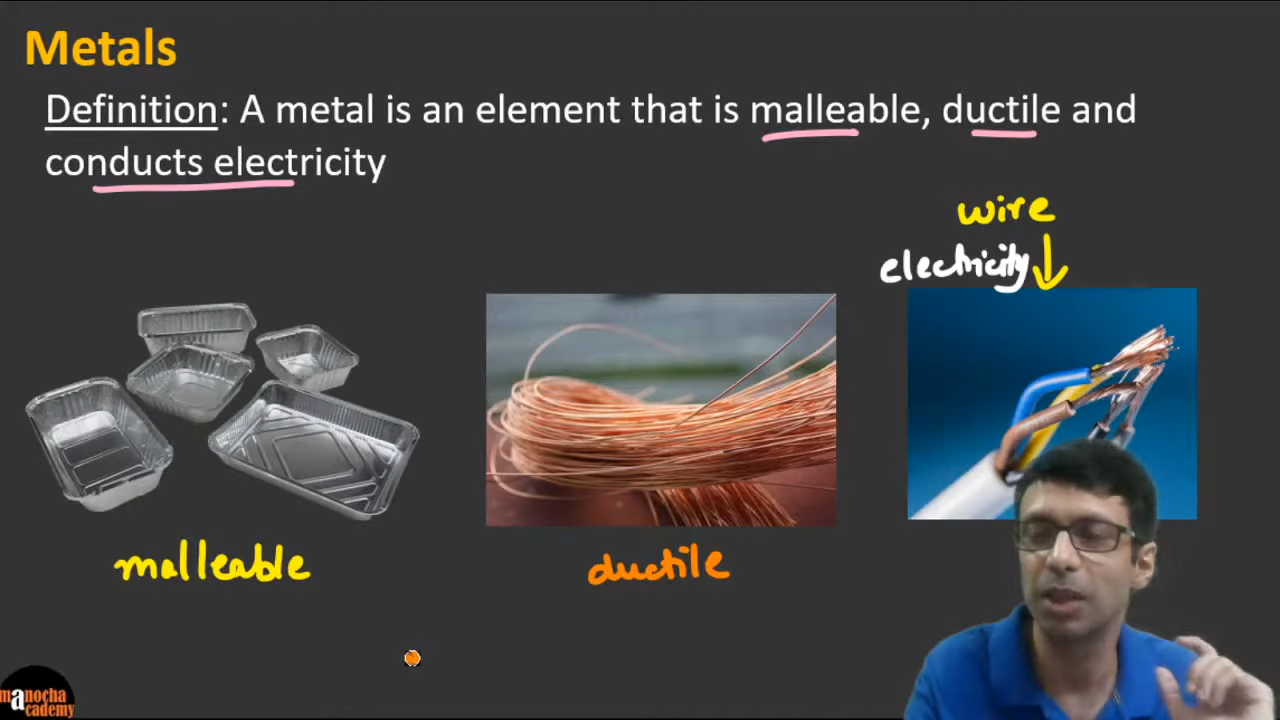 Metals
Definition: A metal is an element that is malleable, ductile and
conducts electricity
wire
electricity
malleable
ductile
manocha
academy